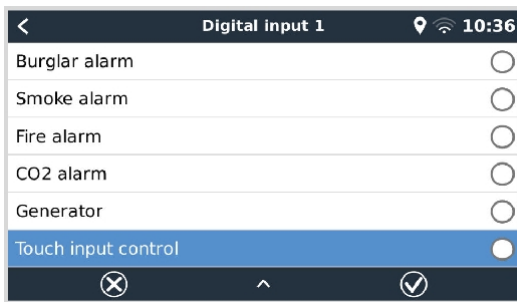 Digital input 1 10:36
Burglar alarm
Smoke alarm
Fire alarm
CO2 alarm
Generator
Touch input control